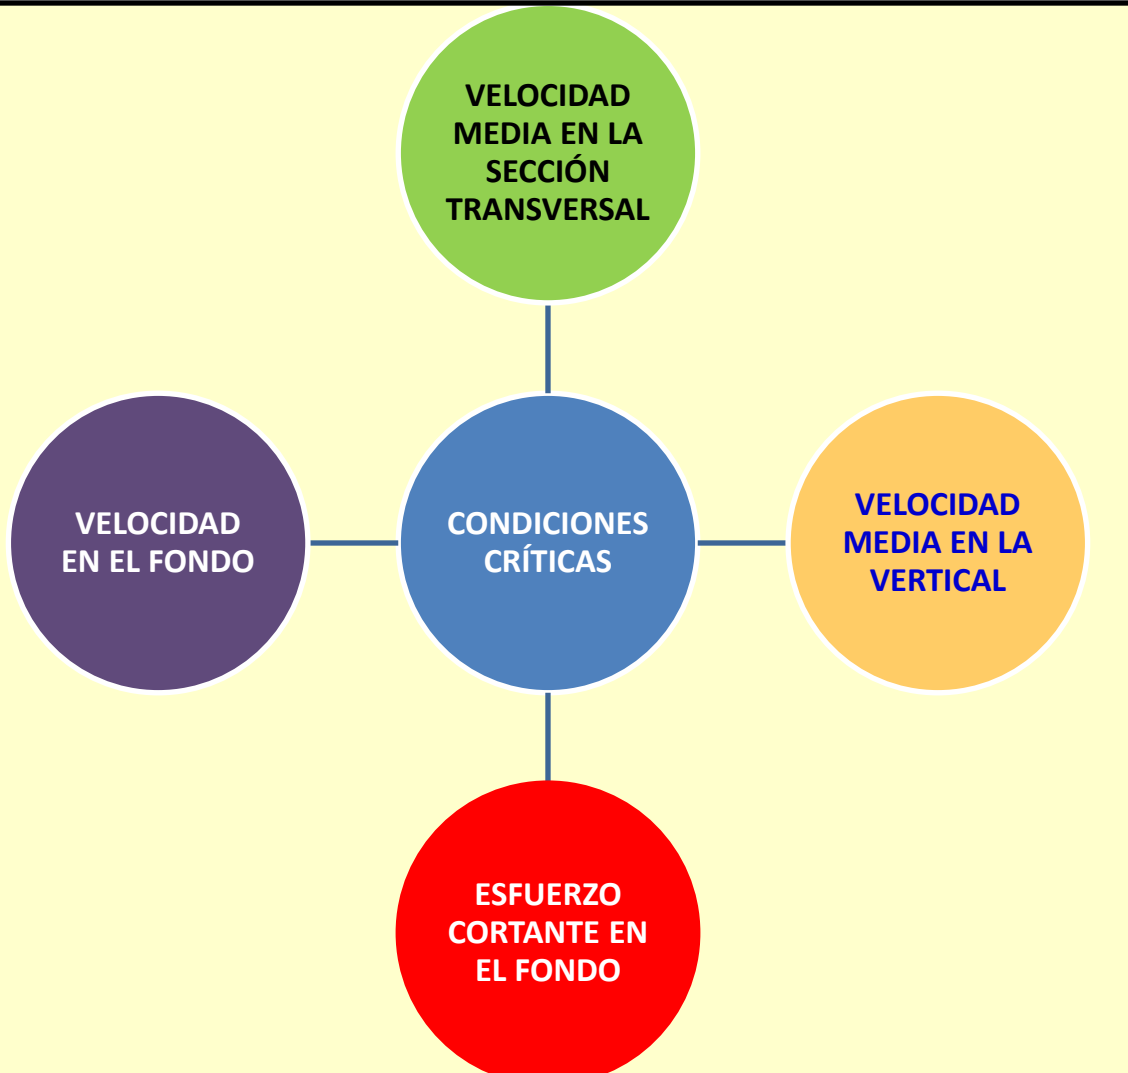 VELOCIDAD
MEDIA EN LA
SECCIÓN
TRANSVERSAL
VELOCIDAD
EN EL FONDO
CONDICIONES
CRÍTICAS
VELOCIDAD
MEDIA EN LA
VERTICAL
ESFUERZO
CORTANTE EN
EL FONDO